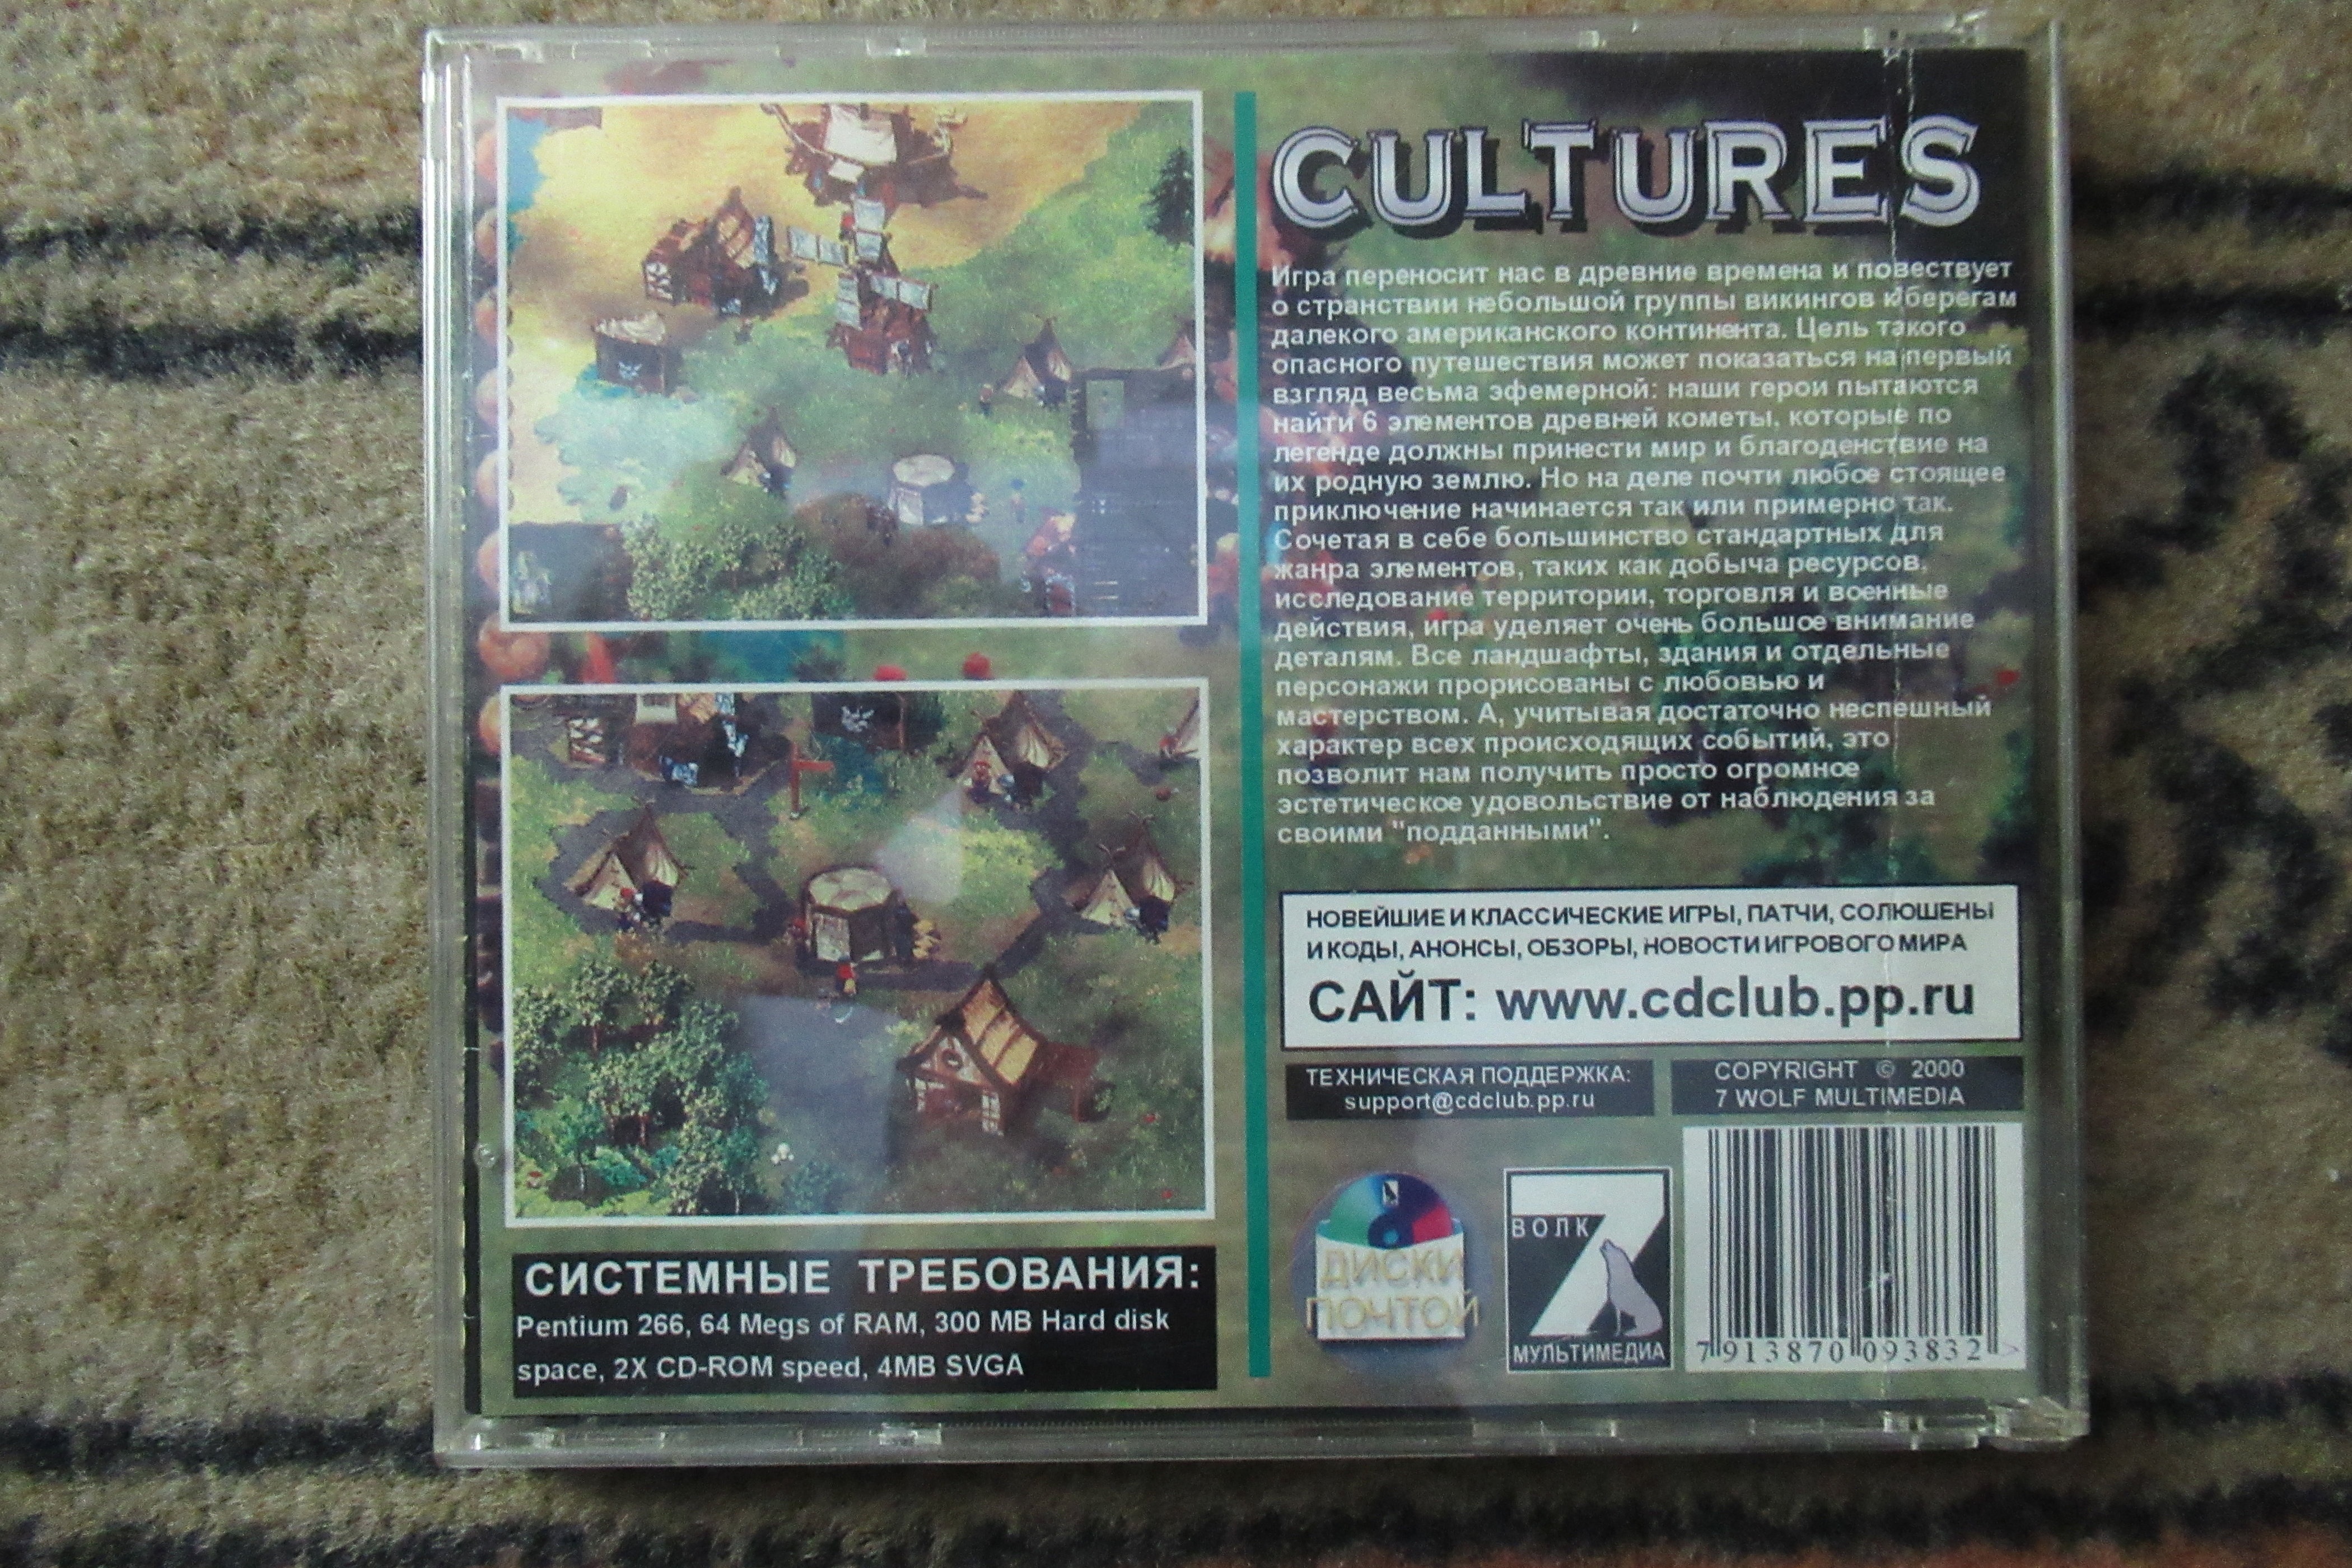 CULTURES
Игра переносит нас в древние времена и повествует
о странствии небольшой группы викингов к берегам
далекого американского континента. Цель такого
опасного путешествия может показаться на первый
взгляд весьма эфемерной: наши герои пытаются
найти 6 элементов древней кометы, которые по
легенде должны принести мир и благоденствие на
их родную землю. Но на деле почти любое стоящее
приключение начинается так или примерно так.
Сочетая в себе большинство стандартных для
жанра элементов, таких как добыча ресурсов,
исследование территории, торговля и военные
действия, игра уделяет очень большое внимание
деталям. Все ландшафты, здания и отдельные
персонажи прорисованы с любовью и
мастерством. А, учитывая достаточно неспешный
характер всех происходящих событий, это
позволит нам получить просто огромное
эстетическое удовольствие от наблюдения за
своими "подданными".
НОВЕЙШИЕ И КЛАССИЧЕСКИЕ ИГРЫ, ПАТЧИ, СОЛЮШЕНЫ
И КОДЫ, АНОНСЫ, ОБЗОРЫ, НОВОСТИ ИГРОВОГО МИРА
САЙТ: www.cdclub.pp.ru
ТЕХНИЧЕСКАЯ ПОДДЕРЖКА:
support@cdclub.pp.ru
COPYRIGHT © 2000
7 WOLF MULTIMEDIA
ДИСКИ
ПОЧТОЙ
7
ВОЛК
МУЛЬТИМЕДИА
7 913870 093832 >
СИСТЕМНЫЕ ТРЕБОВАНИЯ:
Pentium 266, 64 Megs of RAM, 300 MB Hard disk
space, 2X CD-ROM speed, 4MB SVGA